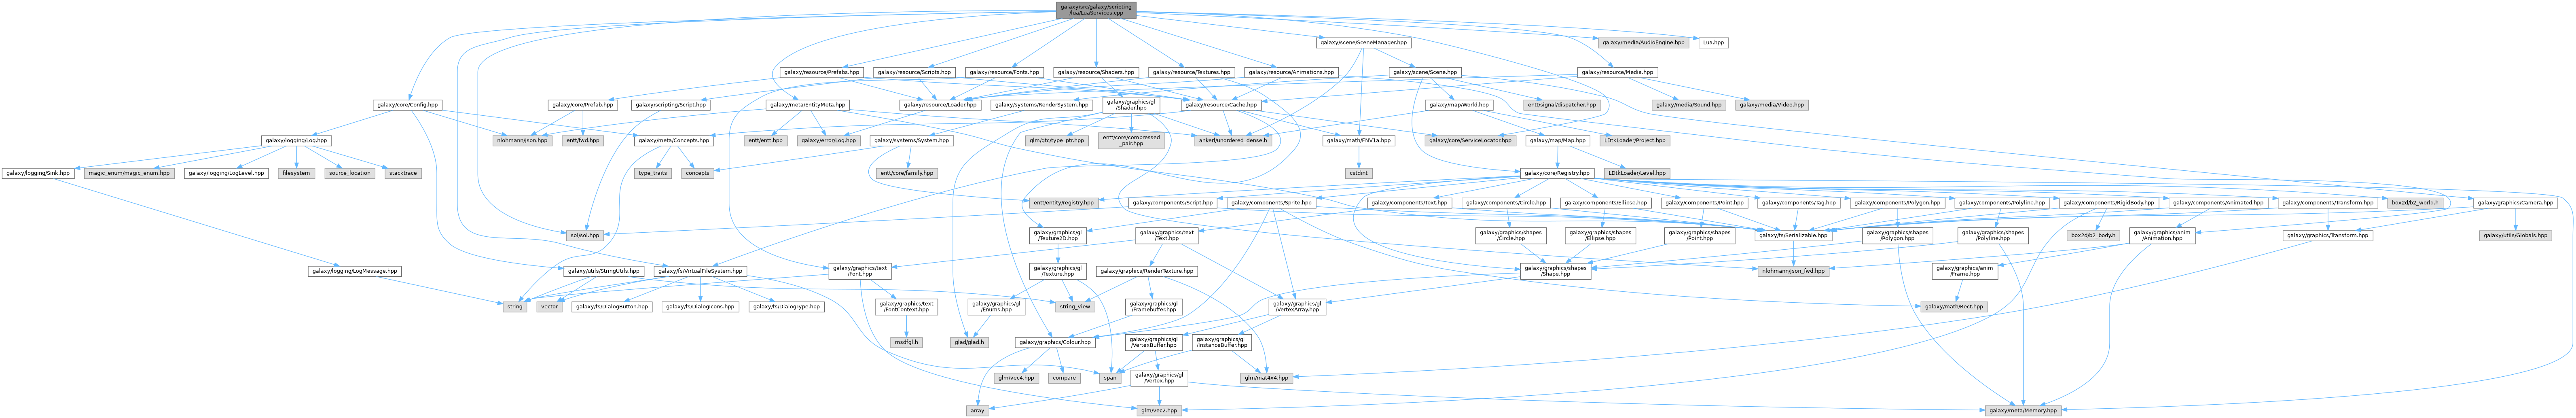 galaxy/src/galaxy/scripting
/lua/LuaServices.cpp
galaxy/scene/SceneManager.hpp
galaxy/media/AudioEngine.hpp
Lua.hpp
galaxy/resource/Prefabs.hpp
galaxy/resource/Scripts.hpp
galaxy/resource/Fonts.hpp
galaxy/resource/Shaders.hpp
galaxy/resource/Textures.hpp
galaxy/resource/Animations.hpp
galaxy/scene/Scene.hpp
galaxy/resource/Media.hpp
galaxy/core/Config.hpp
galaxy/core/Prefab.hpp
galaxy/scripting/Script.hpp
galaxy/meta/EntityMeta.hpp
galaxy/resource/Loader.hpp
galaxy/systems/RenderSystem.hpp
galaxy/graphics/gl
/Shader.hpp
galaxy/resource/Cache.hpp
galaxy/map/World.hpp
entt/signal/dispatcher.hpp
galaxy/media/Sound.hpp
galaxy/media/Video.hpp
galaxy/logging/Log.hpp
nlohmann/json.hpp
entt/fwd.hpp
galaxy/meta/Concepts.hpp
entt/entt.hpp
galaxy/error/Log.hpp
galaxy/systems/System.hpp
glm/gtc/type_ptr.hpp
entt/core/compressed
_pair.hpp
ankerl/unordered_dense.h
galaxy/math/FNV1a.hpp
galaxy/core/ServiceLocator.hpp
galaxy/map/Map.hpp
LDtkLoader/Project.hpp
galaxy/logging/Sink.hpp
magic_enum/magic_enum.hpp
galaxy/logging/LogLevel.hpp
filesystem
source_location
stacktrace
type_traits
concepts
entt/core/family.hpp
cstdint
galaxy/core/Registry.hpp
LDtkLoader/Level.hpp
entt/entity/registry.hpp
galaxy/components/Script.hpp
galaxy/components/Sprite.hpp
galaxy/components/Text.hpp
galaxy/components/Circle.hpp
galaxy/components/Ellipse.hpp
galaxy/components/Point.hpp
galaxy/components/Tag.hpp
galaxy/components/Polygon.hpp
galaxy/components/Polyline.hpp
galaxy/components/RigidBody.hpp
galaxy/components/Animated.hpp
galaxy/components/Transform.hpp
box2d/b2_world.h
galaxy/graphics/Camera.hpp
sol/sol.hpp
galaxy/graphics/gl
/Texture2D.hpp
galaxy/graphics/text
/Text.hpp
galaxy/graphics/shapes
/Circle.hpp
galaxy/graphics/shapes
/Ellipse.hpp
galaxy/graphics/shapes
/Point.hpp
galaxy/fs/Serializable.hpp
galaxy/graphics/shapes
/Polygon.hpp
galaxy/graphics/shapes
/Polyline.hpp
box2d/b2_body.h
galaxy/graphics/anim
/Animation.hpp
galaxy/graphics/Transform.hpp
galaxy/utils/Globals.hpp
galaxy/logging/LogMessage.hpp
galaxy/utils/StringUtils.hpp
galaxy/fs/VirtualFileSystem.hpp
galaxy/graphics/text
/Font.hpp
galaxy/graphics/gl
/Texture.hpp
galaxy/graphics/RenderTexture.hpp
galaxy/graphics/shapes
/Shape.hpp
nlohmann/json_fwd.hpp
galaxy/graphics/anim
/Frame.hpp
string
vector
galaxy/fs/DialogButton.hpp
galaxy/fs/DialogIcons.hpp
galaxy/fs/DialogType.hpp
galaxy/graphics/text
/FontContext.hpp
galaxy/graphics/gl
/Enums.hpp
string_view
galaxy/graphics/gl
/Framebuffer.hpp
galaxy/graphics/gl
/VertexArray.hpp
galaxy/math/Rect.hpp
msdfgl.h
glad/glad.h
galaxy/graphics/Colour.hpp
galaxy/graphics/gl
/VertexBuffer.hpp
galaxy/graphics/gl
/InstanceBuffer.hpp
glm/vec4.hpp
compare
span
galaxy/graphics/gl
/Vertex.hpp
glm/mat4x4.hpp
array
glm/vec2.hpp
galaxy/meta/Memory.hpp